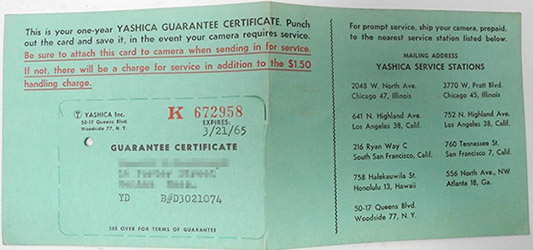 This is your one-year YASHICA GUARANTEE CERTIFICATE. Punch
out the card and save it, in the event your camera requires service.
Be sure to attach this card to camera when sending in for service.
If not, there will be a charge for service in addition to the $1.50
handling charge.
YASHICA Inc.
50-17 Queens Blvd.
Woodside 77, N. Y.
K 672958
EXPIRES:
3/21/65
GUARANTEE CERTIFICATE
YD B#D3021074
SEE OVER FOR TERMS OF GUARANTEE
For prompt service, ship your camera, prepaid,
to the nearest service station listed below.
MAILING ADDRESS
YASHICA SERVICE STATIONS
2048 W. North Ave.
Chicago 47, Illinois
641 N. Highland Ave.
Los Angeles 38, Calif.
216 Ryan Way C
South San Francisco, Calif.
758 Halekauwila St.
Honolulu 13, Hawaii
50-17 Queens Blvd.
Woodside 77, N.Y.
3770 W. Pratt Blvd.
Chicago 45, Illinois
752 N. Highland Ave.
Los Angeles 38, Calif.
760 Tennessee St.
San Francisco 7, Calif.
556 North Ave., NW
Atlanta 18, Ga.